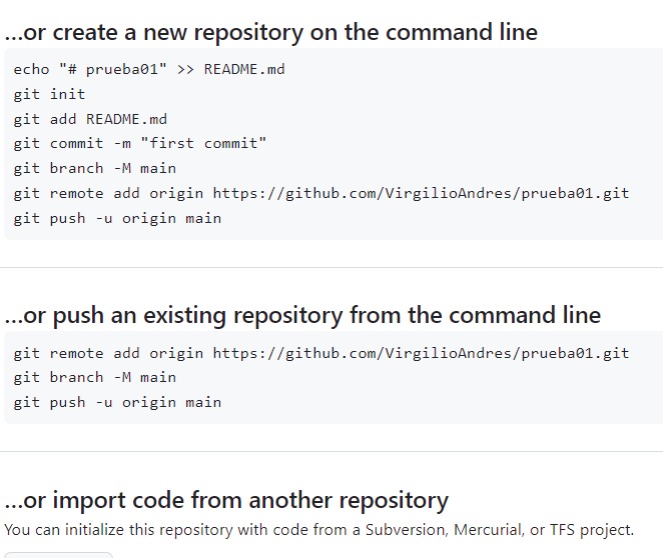 ...or create a new repository on the command line
echo "# prueba01" >> README.md
git init
git add README.md
git commit -m "first commit"
git branch -M main
git remote add origin https://github.com/VirgilioAndres/prueba01.git
git push -u origin main
...or push an existing repository from the command line
git remote add origin https://github.com/VirgilioAndres/prueba01.git
git branch -M main
git push -u origin main
...or import code from another repository
You can initialize this repository with code from a Subversion, Mercurial, or TFS project.